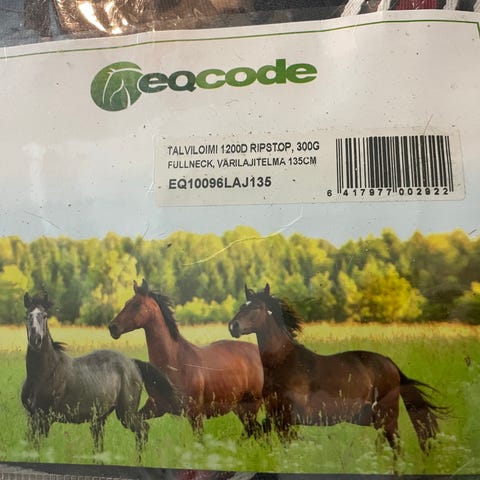 eqcode
TALVILOIMI 1200D RIPSTOP, 300G
FULLNECK, VÄRILAJITELMA 135CM
EQ10096LAJ135
6 417977 002922